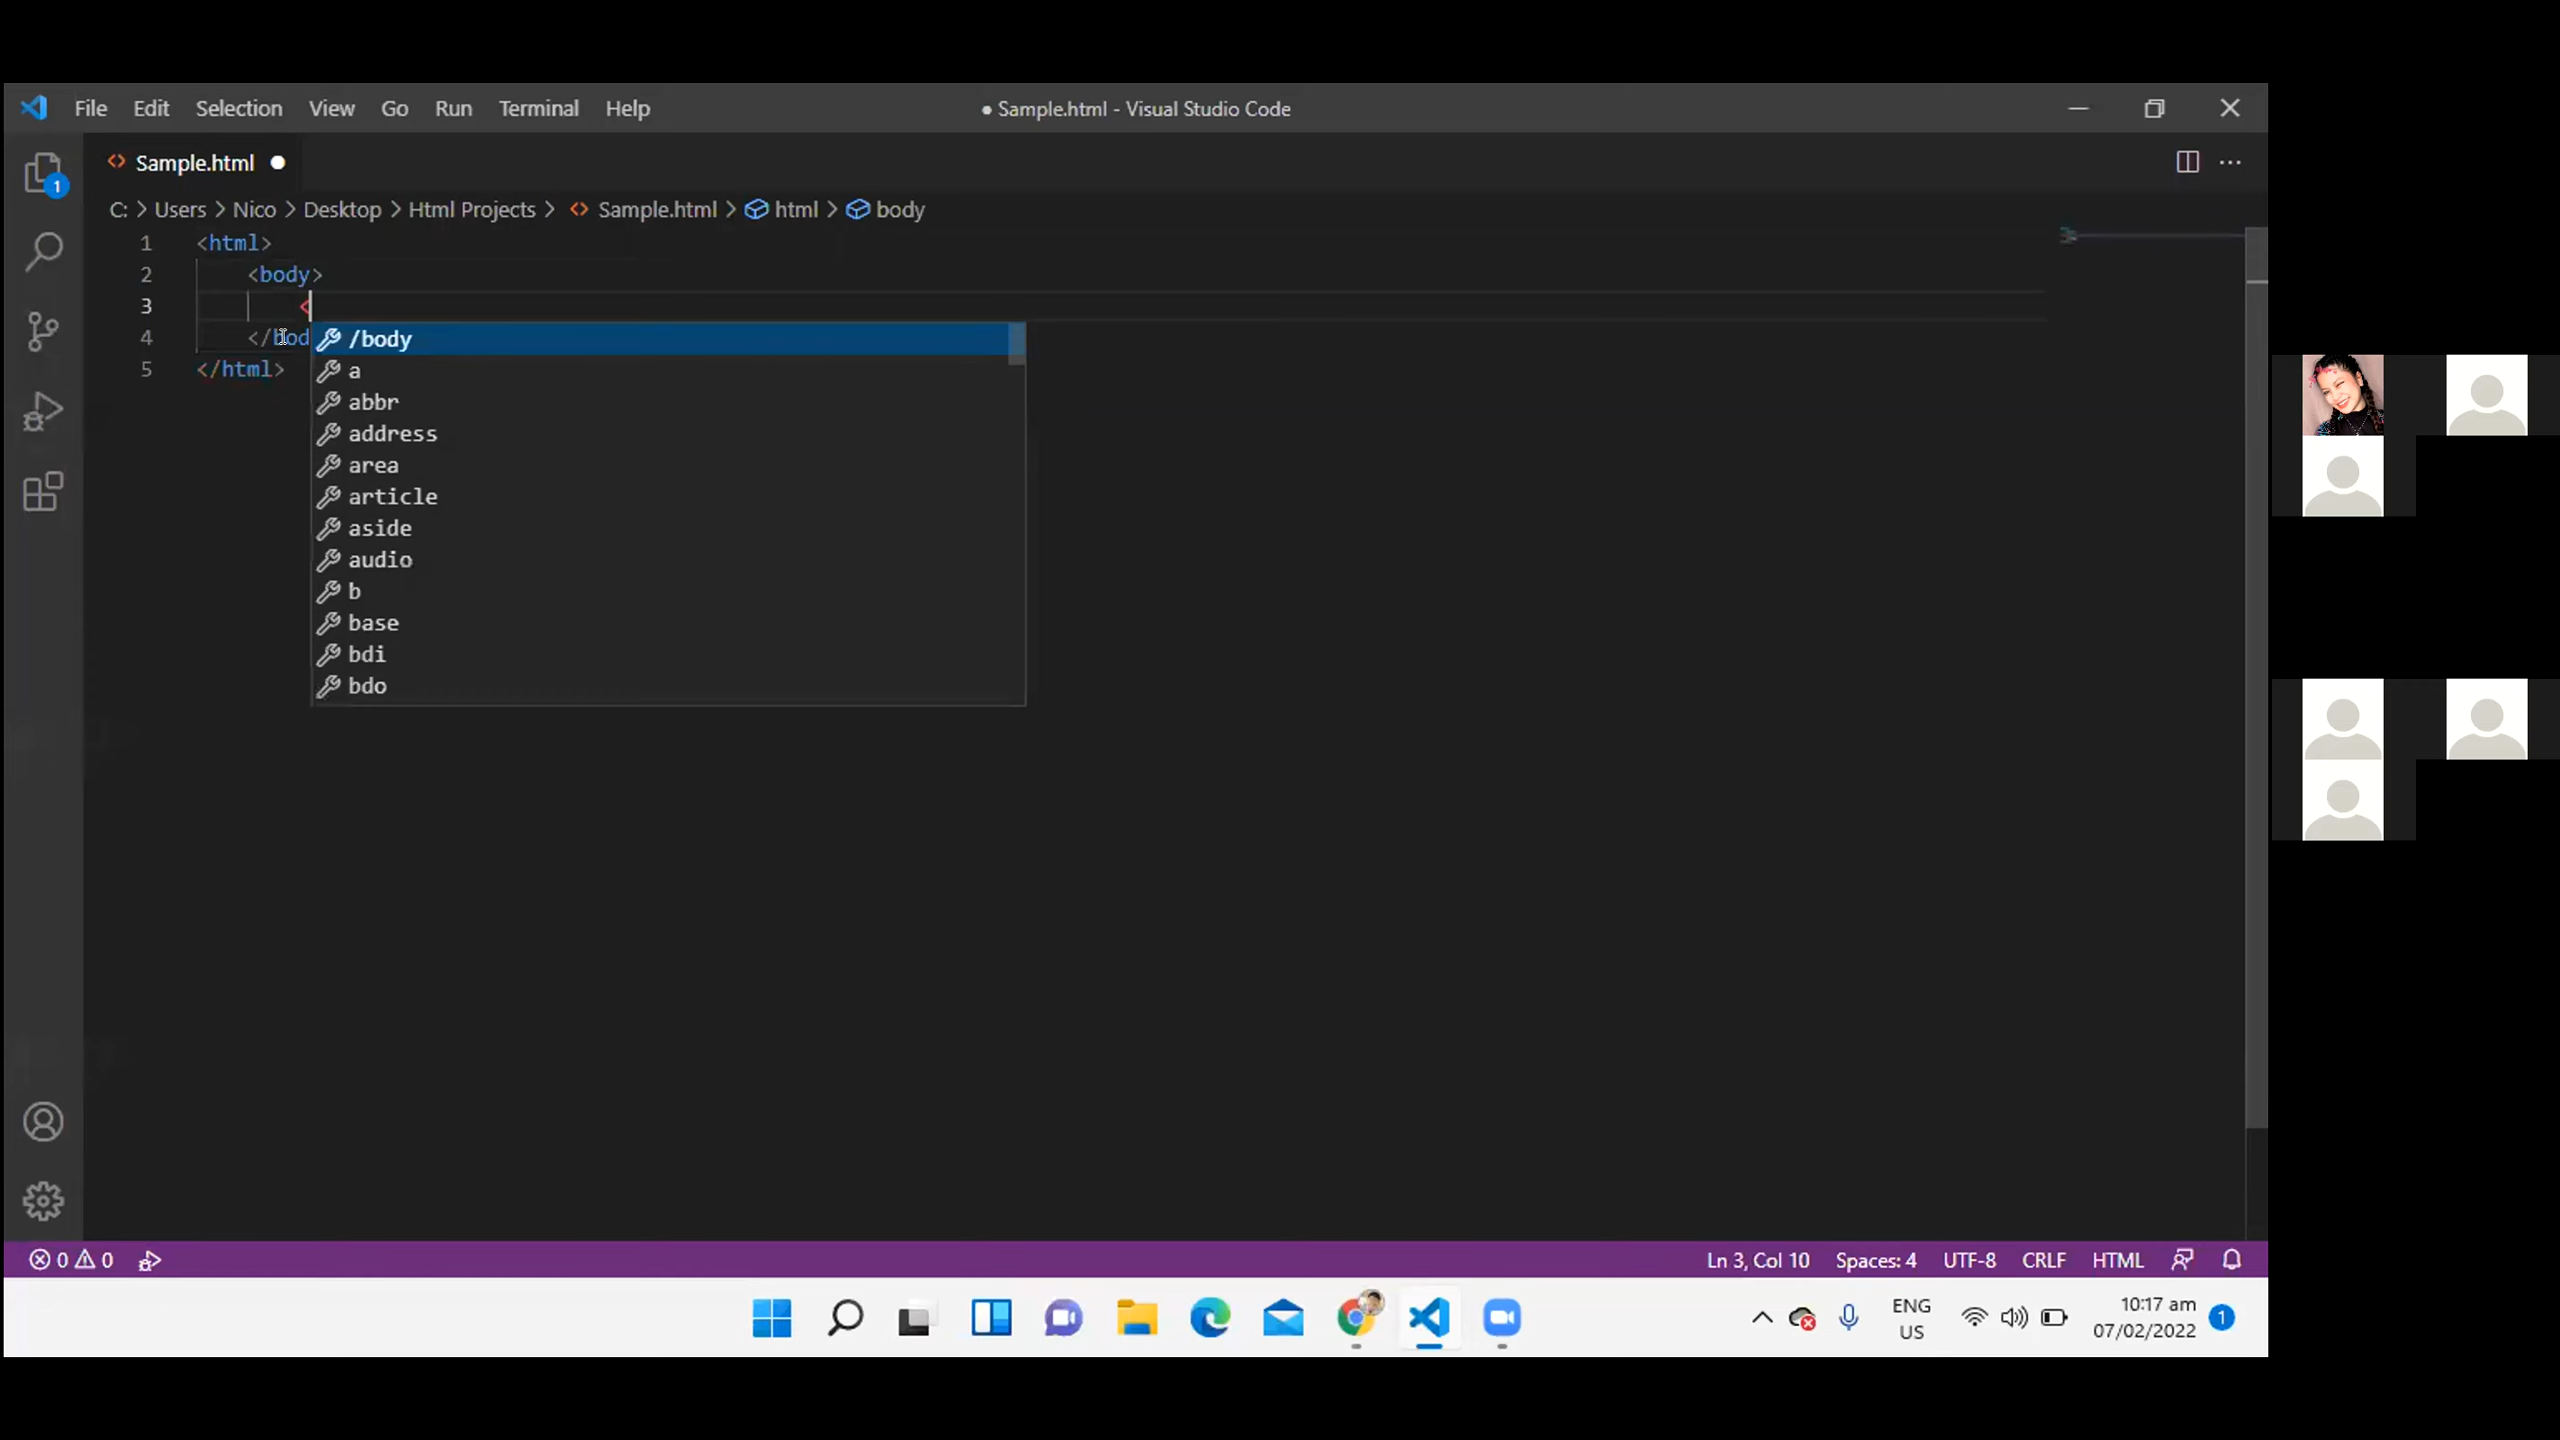 File Edit Selection View Go Run Terminal Help
● Sample.html - Visual Studio Code
Sample.html
1
C: > Users > Nico > Desktop > Html Projects > Sample.html > html > body
1 <html>
2 <body>
3 <
4 </bod
5 </html>
/body
a
abbr
address
area
article
aside
audio
b
base
bdi
bdo
0 0
Ln 3, Col 10 Spaces: 4 UTF-8 CRLF HTML
ENG
US
10:17 am
07/02/2022
1